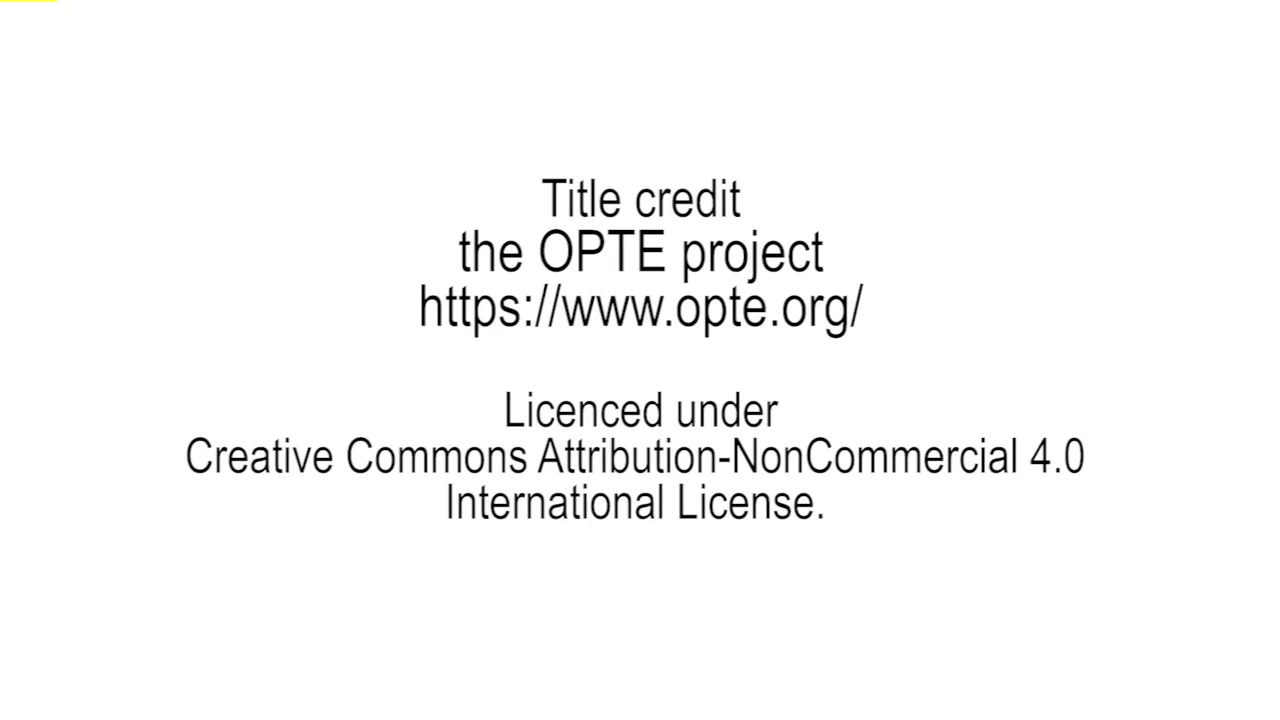 Title credit
the OPTE project
https://www.opte.org/
Licenced under
Creative Commons Attribution-NonCommercial 4.0
International License.